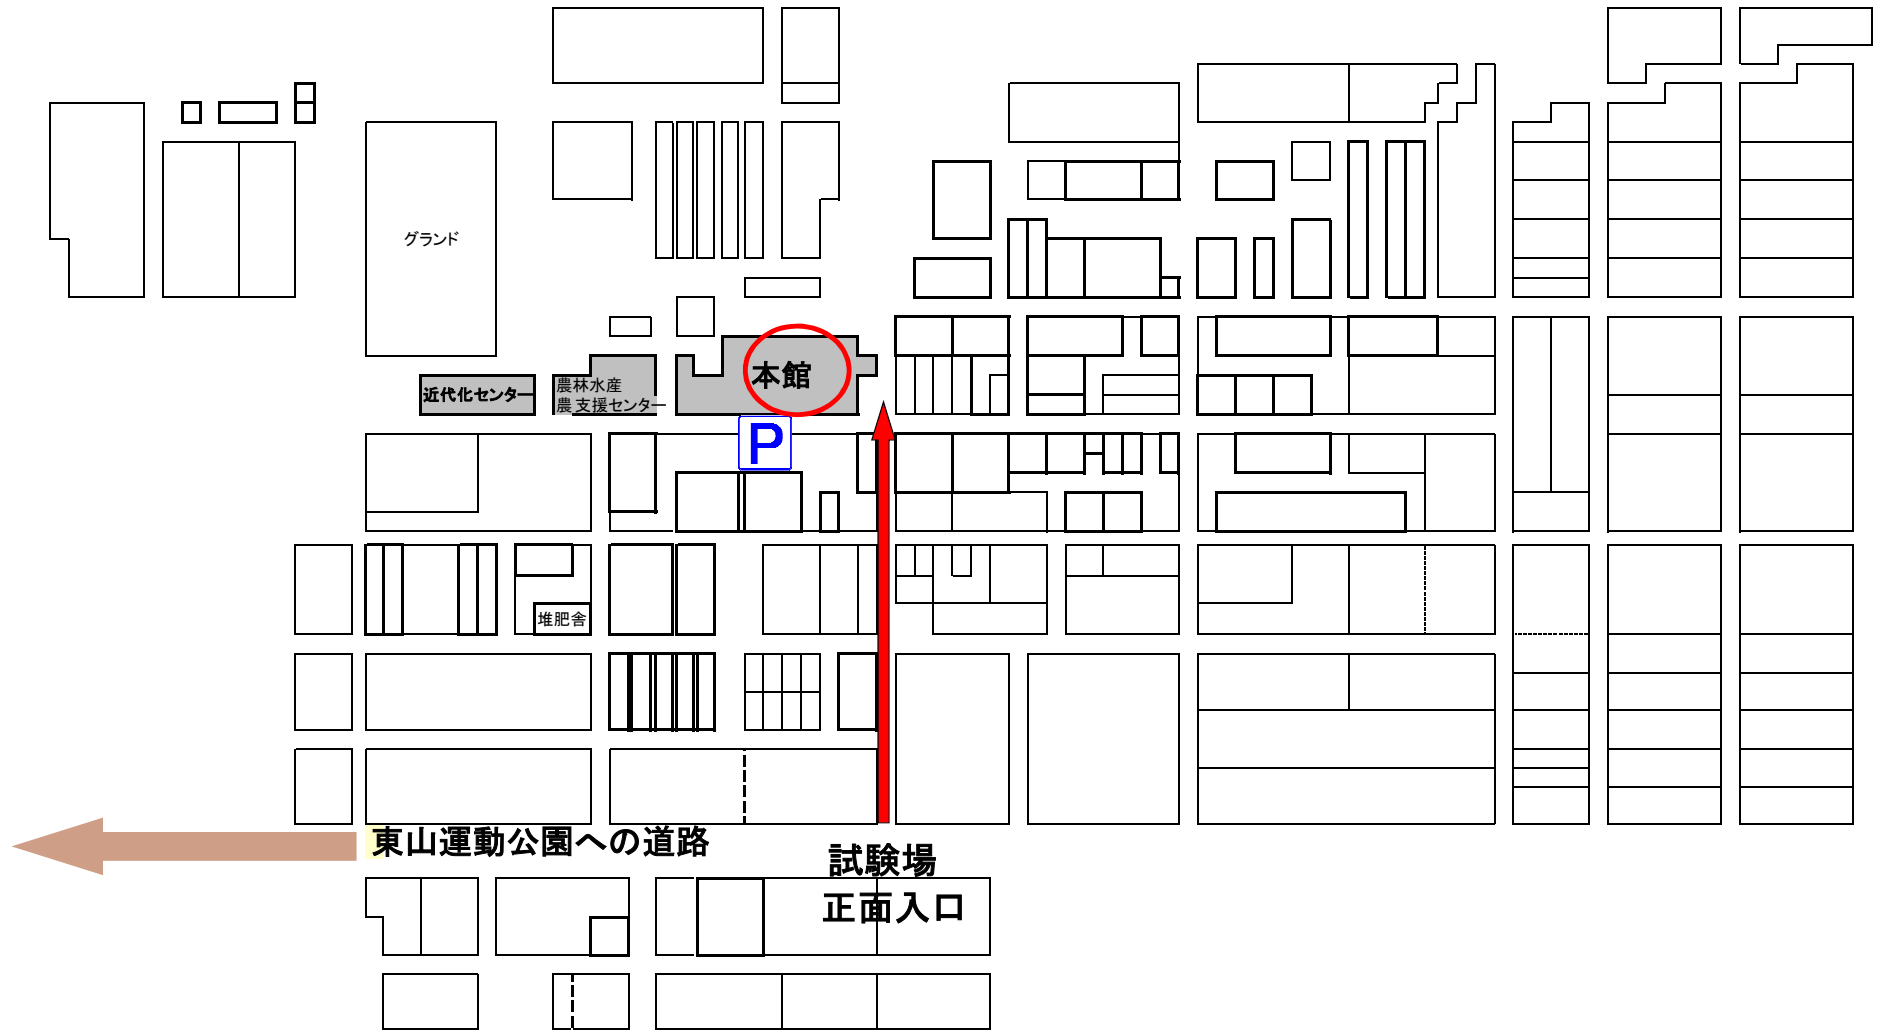 グランド
本館
近代化センター
農林水産
農支援センター
P
堆肥舎
東山運動公園への道路
試験場
正面入口